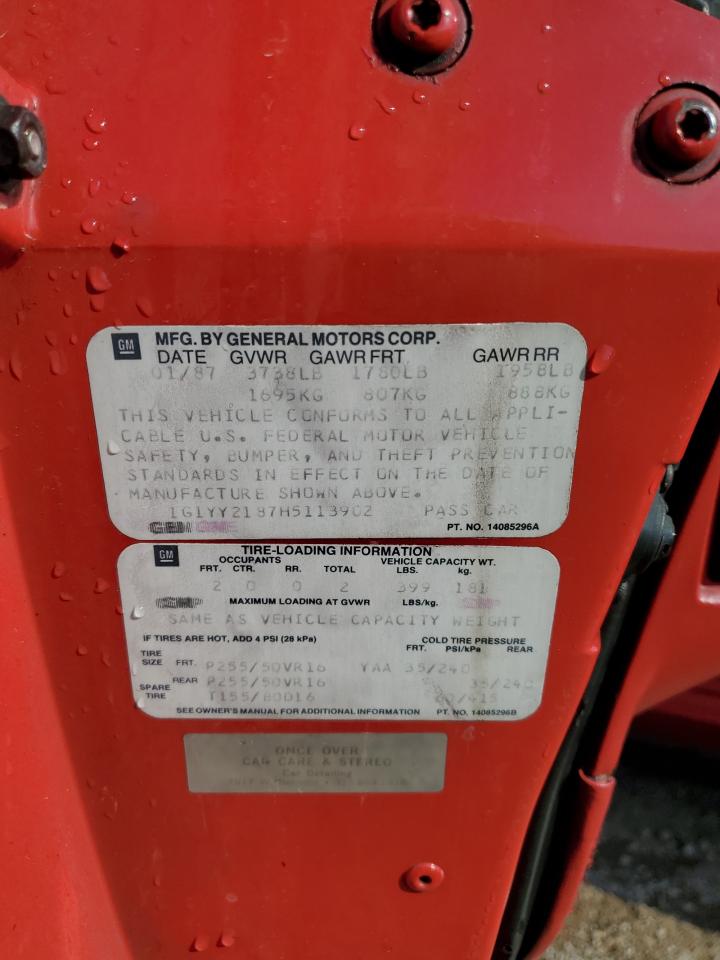 GM MFG. BY GENERAL MOTORS CORP.
DATE GVWR GAWR FRT GAWR RR
01/87 3738LB 1780LB 1958LB
1695KG 807KG 888KG
THIS VEHICLE CONFORMS TO ALL APPLI-
CABLE U.S. FEDERAL MOTOR VEHICLE
SAFETY, BUMPER, AND THEFT PREVENTION
STANDARDS IN EFFECT ON THE DATE OF
MANUFACTURE SHOWN ABOVE.
1G1YY2187H5113902 PASS CAR
PT. NO. 14085296A
GM TIRE-LOADING INFORMATION
OCCUPANTS VEHICLE CAPACITY WT.
FRT. CTR. RR. TOTAL LBS. kg.
2 0 0 2 399 181
MAXIMUM LOADING AT GVWR LBS/kg.
SAME AS VEHICLE CAPACITY WEIGHT
IF TIRES ARE HOT, ADD 4 PSI (28 kPa) COLD TIRE PRESSURE
FRT. PSI/kPa REAR
TIRE SIZE FRT. P255/50VR16 YAA 35/240
REAR P255/50VR16 35/240
SPARE TIRE T155/80D16 60/415
SEE OWNER'S MANUAL FOR ADDITIONAL INFORMATION PT. NO. 14085296B
ONCE OVER
CAR CARE & STEREO
Car Detailing